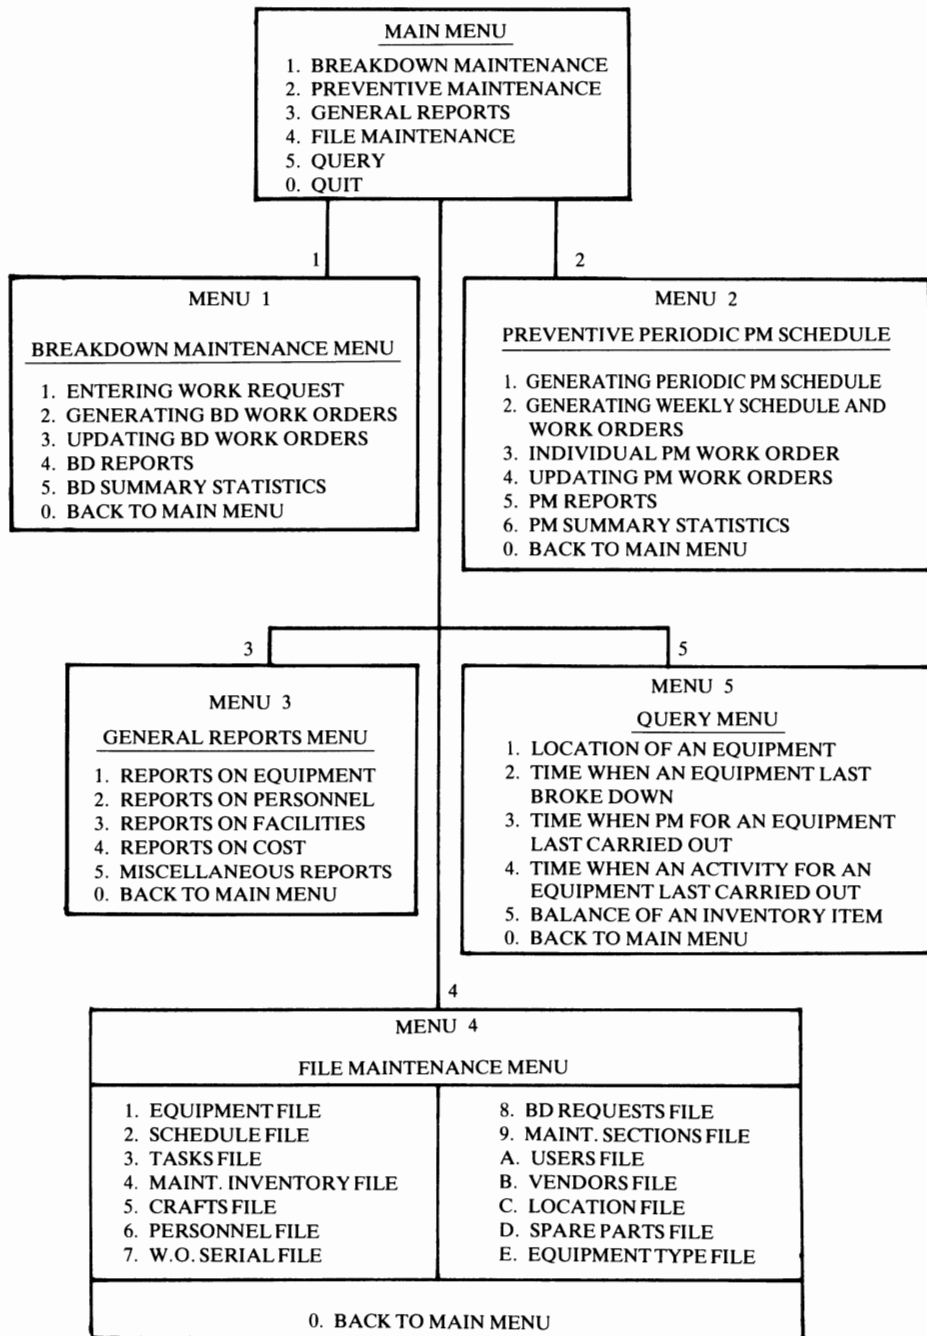 MAIN MENU
1. BREAKDOWN MAINTENANCE
2. PREVENTIVE MAINTENANCE
3. GENERAL REPORTS
4. FILE MAINTENANCE
5. QUERY
0. QUIT
1
2
MENU 1
BREAKDOWN MAINTENANCE MENU
1. ENTERING WORK REQUEST
2. GENERATING BD WORK ORDERS
3. UPDATING BD WORK ORDERS
4. BD REPORTS
5. BD SUMMARY STATISTICS
0. BACK TO MAIN MENU
MENU 2
PREVENTIVE PERIODIC PM SCHEDULE
1. GENERATING PERIODIC PM SCHEDULE
2. GENERATING WEEKLY SCHEDULE AND
WORK ORDERS
3. INDIVIDUAL PM WORK ORDER
4. UPDATING PM WORK ORDERS
5. PM REPORTS
6. PM SUMMARY STATISTICS
0. BACK TO MAIN MENU
3
5
MENU 3
GENERAL REPORTS MENU
1. REPORTS ON EQUIPMENT
2. REPORTS ON PERSONNEL
3. REPORTS ON FACILITIES
4. REPORTS ON COST
5. MISCELLANEOUS REPORTS
0. BACK TO MAIN MENU
MENU 5
QUERY MENU
1. LOCATION OF AN EQUIPMENT
2. TIME WHEN AN EQUIPMENT LAST
BROKE DOWN
3. TIME WHEN PM FOR AN EQUIPMENT
LAST CARRIED OUT
4. TIME WHEN AN ACTIVITY FOR AN
EQUIPMENT LAST CARRIED OUT
5. BALANCE OF AN INVENTORY ITEM
0. BACK TO MAIN MENU
4
MENU 4
FILE MAINTENANCE MENU
1. EQUIPMENT FILE
2. SCHEDULE FILE
3. TASKS FILE
4. MAINT. INVENTORY FILE
5. CRAFTS FILE
6. PERSONNEL FILE
7. W.O. SERIAL FILE
8. BD REQUESTS FILE
9. MAINT. SECTIONS FILE
A. USERS FILE
B. VENDORS FILE
C. LOCATION FILE
D. SPARE PARTS FILE
E. EQUIPMENT TYPE FILE
0. BACK TO MAIN MENU